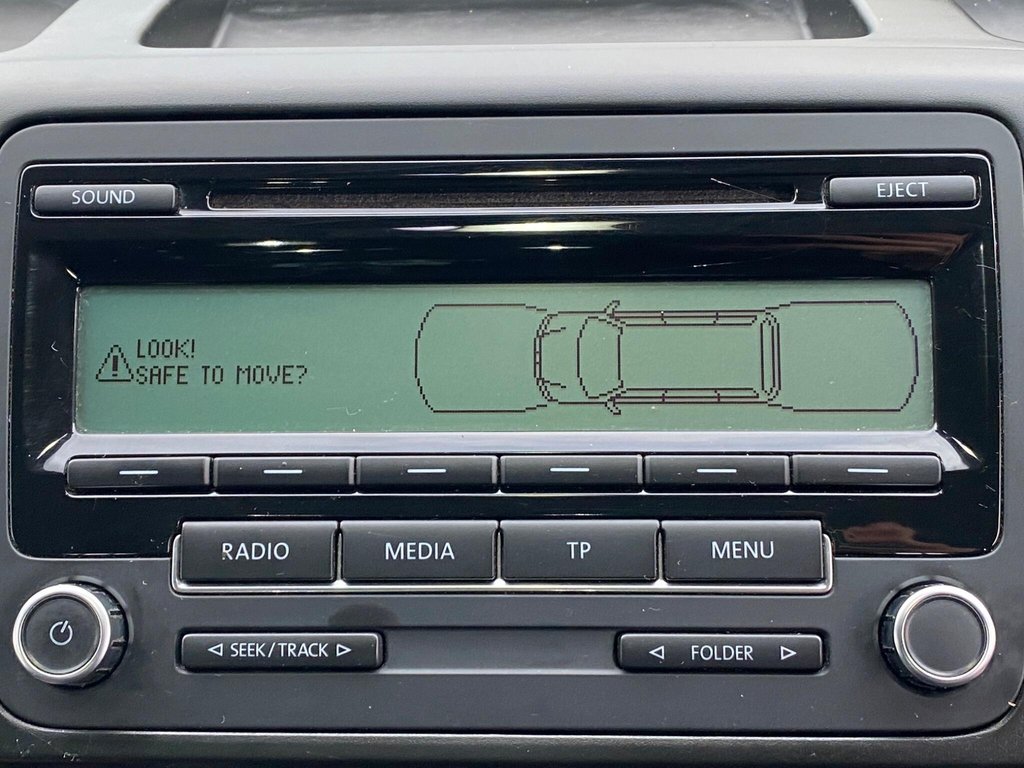 SOUND
EJECT
LOOK!
SAFE TO MOVE?
RADIO
MEDIA
TP
MENU
SEEK/TRACK
FOLDER